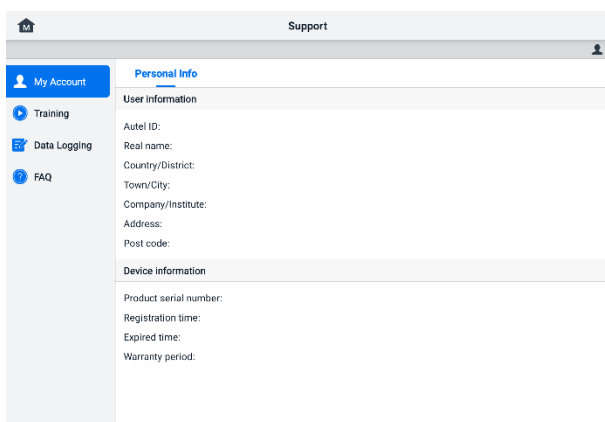 M
Support
My Account
Training
Data Logging
FAQ
Personal Info
User information
Autel ID:
Real name:
Country/District:
Town/City:
Company/Institute:
Address:
Post code:
Device information
Product serial number:
Registration time:
Expired time:
Warranty period: